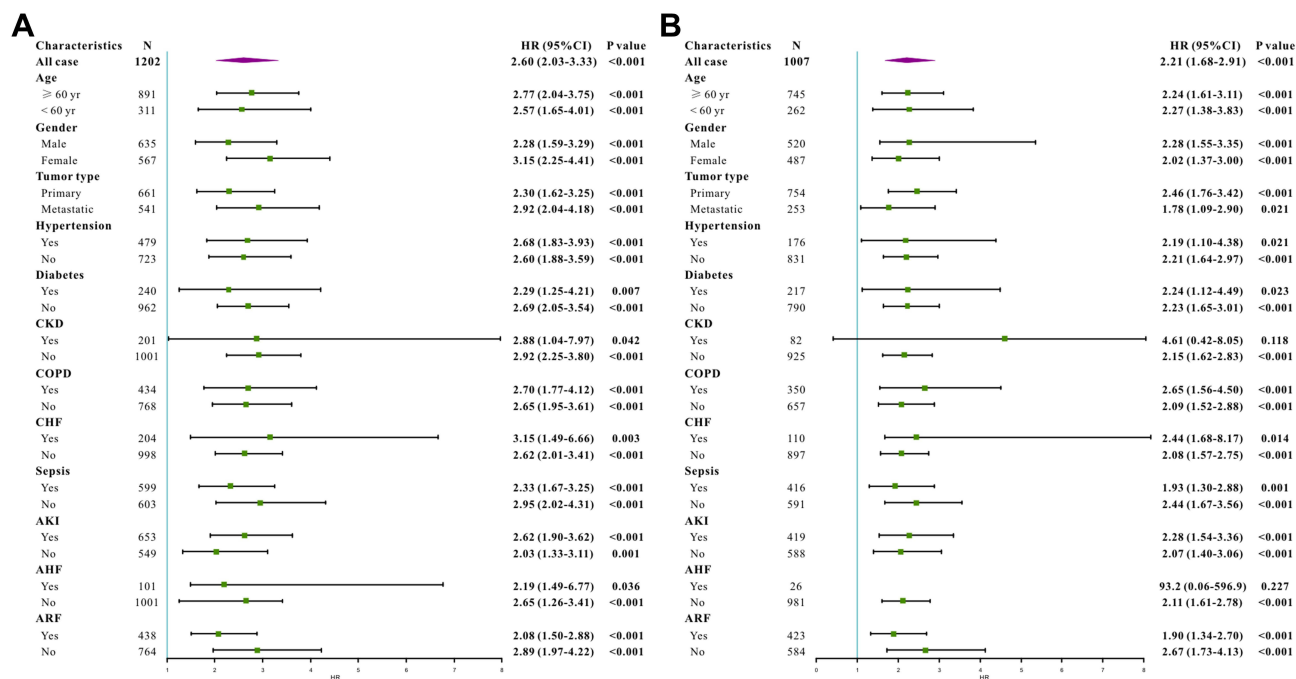 A
Characteristics N HR (95%CI) P value
All case 1202 2.60 (2.03-3.33) <0.001
Age
⩾ 60 yr 891 2.77 (2.04-3.75) <0.001
< 60 yr 311 2.57 (1.65-4.01) <0.001
Gender
Male 635 2.28 (1.59-3.29) <0.001
Female 567 3.15 (2.25-4.41) <0.001
Tumor type
Primary 661 2.30 (1.62-3.25) <0.001
Metastatic 541 2.92 (2.04-4.18) <0.001
Hypertension
Yes 479 2.68 (1.83-3.93) <0.001
No 723 2.60 (1.88-3.59) <0.001
Diabetes
Yes 240 2.29 (1.25-4.21) 0.007
No 962 2.69 (2.05-3.54) <0.001
CKD
Yes 201 2.88 (1.04-7.97) 0.042
No 1001 2.92 (2.25-3.80) <0.001
COPD
Yes 434 2.70 (1.77-4.12) <0.001
No 768 2.65 (1.95-3.61) <0.001
CHF
Yes 204 3.15 (1.49-6.66) 0.003
No 998 2.62 (2.01-3.41) <0.001
Sepsis
Yes 599 2.33 (1.67-3.25) <0.001
No 603 2.95 (2.02-4.31) <0.001
AKI
Yes 653 2.62 (1.90-3.62) <0.001
No 549 2.03 (1.33-3.11) 0.001
AHF
Yes 101 2.19 (1.49-6.77) 0.036
No 1001 2.65 (1.26-3.41) <0.001
ARF
Yes 438 2.08 (1.50-2.88) <0.001
No 764 2.89 (1.97-4.22) <0.001
1 2 3 4 5 6 7 8
HR
B
Characteristics N HR (95%CI) P value
All case 1007 2.21 (1.68-2.91) <0.001
Age
⩾ 60 yr 745 2.24 (1.61-3.11) <0.001
< 60 yr 262 2.27 (1.38-3.83) <0.001
Gender
Male 520 2.28 (1.55-3.35) <0.001
Female 487 2.02 (1.37-3.00) <0.001
Tumor type
Primary 754 2.46 (1.76-3.42) <0.001
Metastatic 253 1.78 (1.09-2.90) 0.021
Hypertension
Yes 176 2.19 (1.10-4.38) 0.021
No 831 2.21 (1.64-2.97) <0.001
Diabetes
Yes 217 2.24 (1.12-4.49) 0.023
No 790 2.23 (1.65-3.01) <0.001
CKD
Yes 82 4.61 (0.42-8.05) 0.118
No 925 2.15 (1.62-2.83) <0.001
COPD
Yes 350 2.65 (1.56-4.50) <0.001
No 657 2.09 (1.52-2.88) <0.001
CHF
Yes 110 2.44 (1.68-8.17) 0.014
No 897 2.08 (1.57-2.75) <0.001
Sepsis
Yes 416 1.93 (1.30-2.88) 0.001
No 591 2.44 (1.67-3.56) <0.001
AKI
Yes 419 2.28 (1.54-3.36) <0.001
No 588 2.07 (1.40-3.06) <0.001
AHF
Yes 26 93.2 (0.06-596.9) 0.227
No 981 2.11 (1.61-2.78) <0.001
ARF
Yes 423 1.90 (1.34-2.70) <0.001
No 584 2.67 (1.73-4.13) <0.001
0 1 2 3 4 5 6 7 8
HR